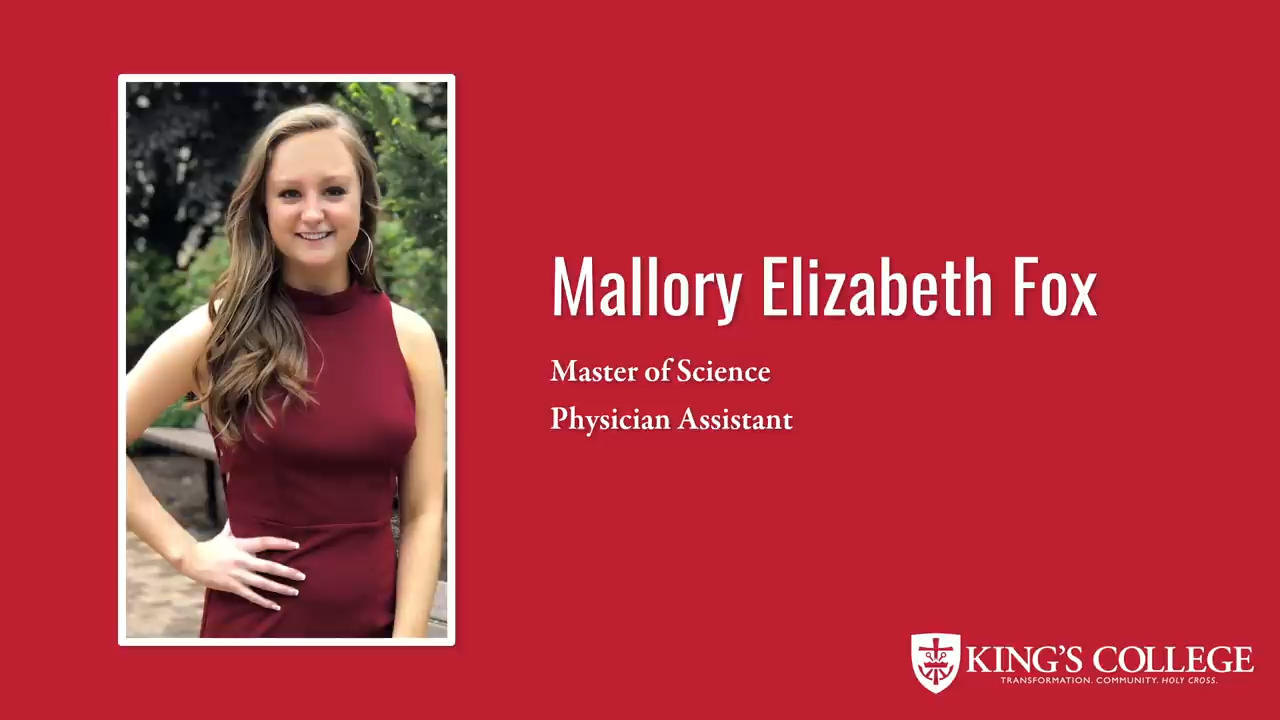 Mallory Elizabeth Fox
Master of Science
Physician Assistant
KING'S COLLEGE
TRANSFORMATION. COMMUNITY. HOLY CROSS.